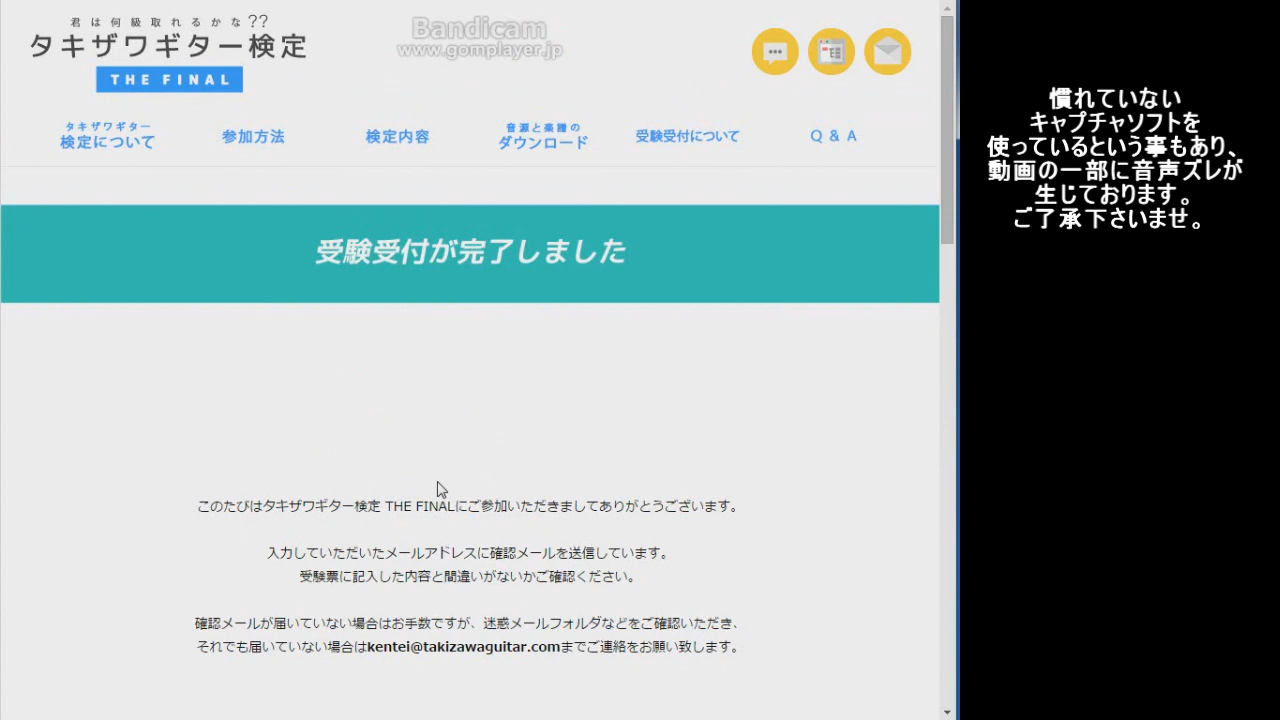 君は何級取れるかな??
タキザワギター検定
THE FINAL
Bandicam
www.gomplayer.jp
タキザワギター
検定について
参加方法
検定内容
音源と楽譜の
ダウンロード
受験受付について
Q & A
受験受付が完了しました
このたびはタキザワギター検定 THE FINALにご参加いただきましてありがとうございます。
入力していただいたメールアドレスに確認メールを送信しています。
受験票に記入した内容と間違いがないかご確認ください。
確認メールが届いていない場合はお手数ですが、迷惑メールフォルダなどをご確認いただき、
それでも届いていない場合はkentei@takizawaguitar.comまでご連絡をお願い致します。
慣れていない
キャプチャソフトを
使っているという事もあり、
動画の一部に音声ズレが
生じております。
ご了承下さいませ。